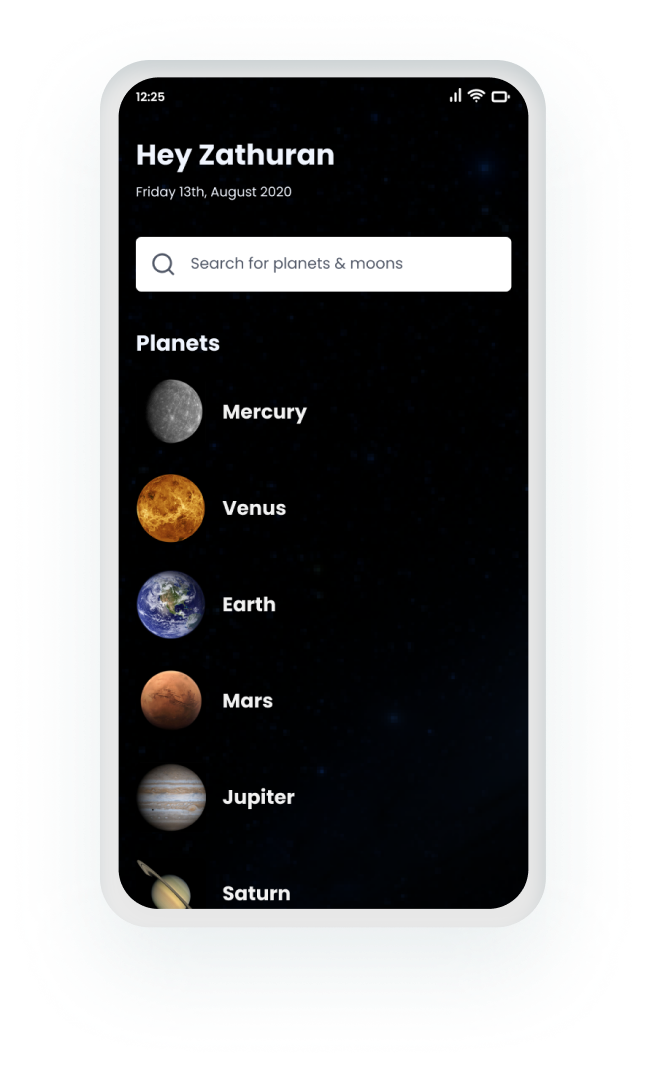 12:25
Hey Zathuran
Friday 13th, August 2020
Search for planets & moons
Planets
Mercury
Venus
Earth
Mars
Jupiter
Saturn